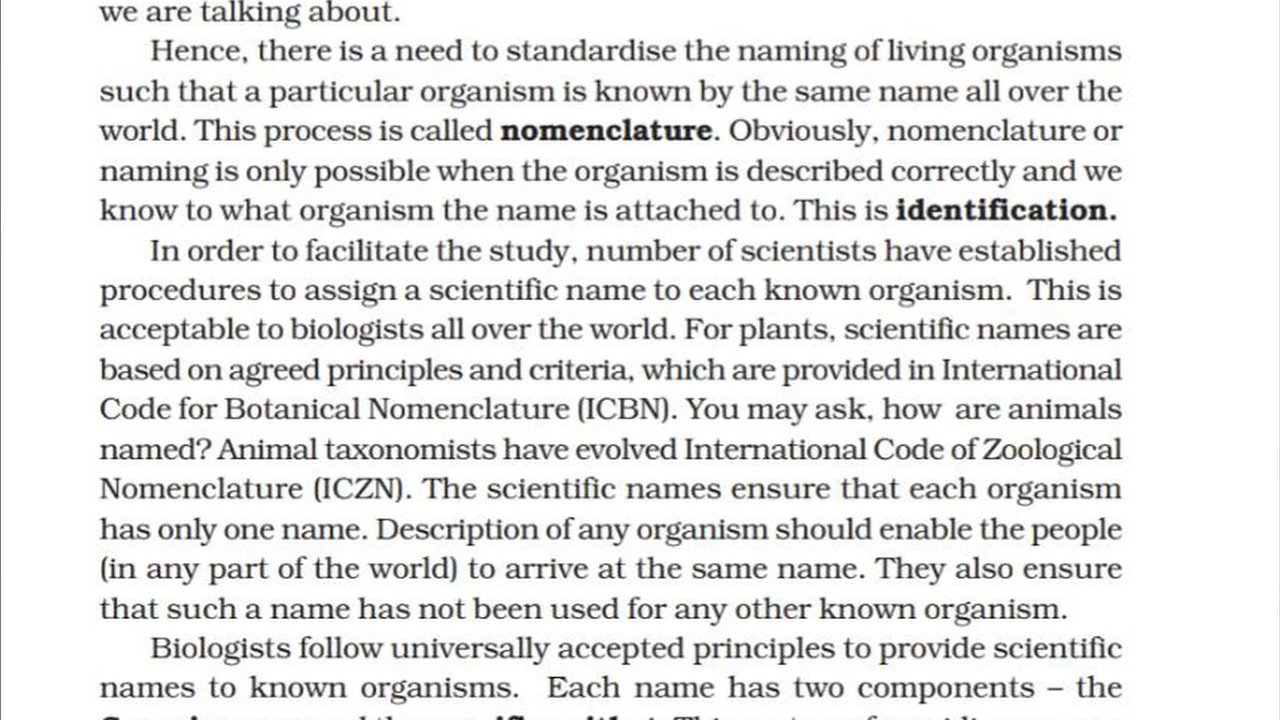 we are talking about.
Hence, there is a need to standardise the naming of living organisms
such that a particular organism is known by the same name all over the
world. This process is called nomenclature. Obviously, nomenclature or
naming is only possible when the organism is described correctly and we
know to what organism the name is attached to. This is identification.
In order to facilitate the study, number of scientists have established
procedures to assign a scientific name to each known organism. This is
acceptable to biologists all over the world. For plants, scientific names are
based on agreed principles and criteria, which are provided in International
Code for Botanical Nomenclature (ICBN). You may ask, how are animals
named? Animal taxonomists have evolved International Code of Zoological
Nomenclature (ICZN). The scientific names ensure that each organism
has only one name. Description of any organism should enable the people
(in any part of the world) to arrive at the same name. They also ensure
that such a name has not been used for any other known organism.
Biologists follow universally accepted principles to provide scientific
names to known organisms. Each name has two components – the